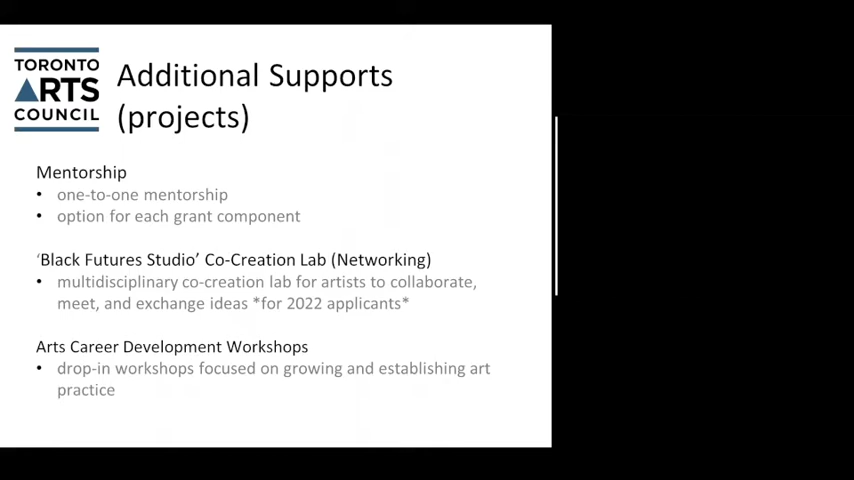 TORONTO
ARTS
COUNCIL
Additional Supports
(projects)
Mentorship
• one-to-one mentorship
• option for each grant component
‘Black Futures Studio’ Co-Creation Lab (Networking)
• multidisciplinary co-creation lab for artists to collaborate,
meet, and exchange ideas *for 2022 applicants*
Arts Career Development Workshops
• drop-in workshops focused on growing and establishing art
practice